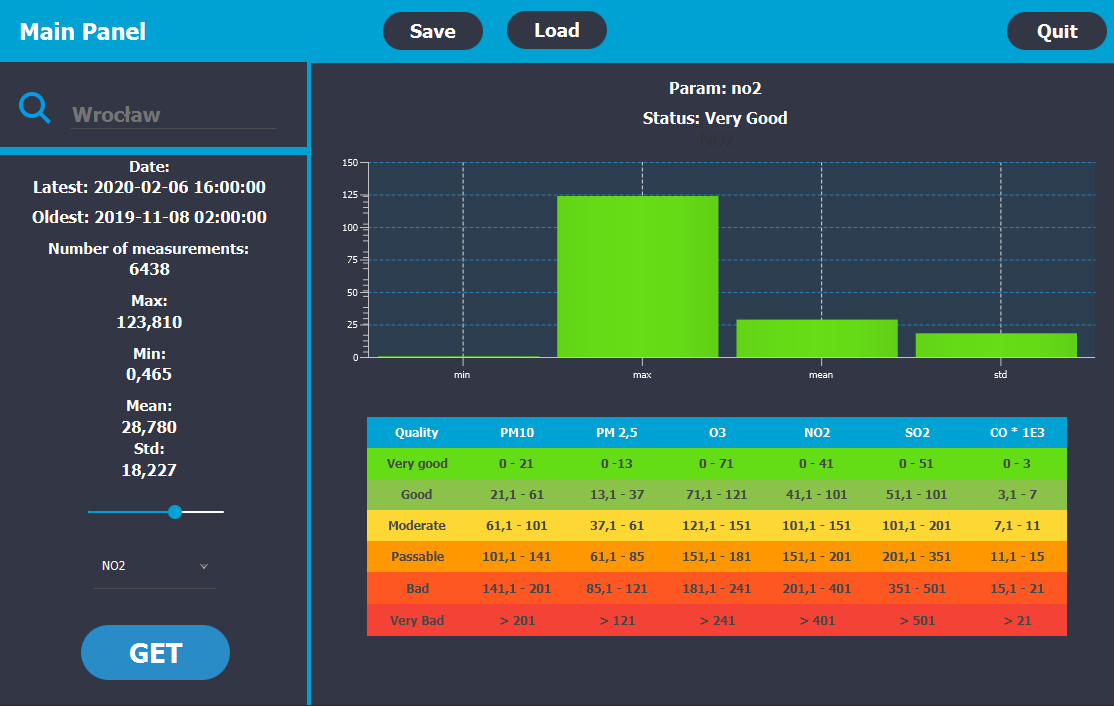 Main Panel
Save
Load
Quit
Wrocław
Date:
Latest: 2020-02-06 16:00:00
Oldest: 2019-11-08 02:00:00
Number of measurements:
6438
Max:
123,810
Min:
0,465
Mean:
28,780
Std:
18,227
NO2
GET
Param: no2
Status: Very Good
NO2
150
125
100
75
50
25
0
min max mean std
Quality PM10 PM 2,5 O3 NO2 SO2 CO * 1E3
Very good 0 - 21 0 -13 0 - 71 0 - 41 0 - 51 0 - 3
Good 21,1 - 61 13,1 - 37 71,1 - 121 41,1 - 101 51,1 - 101 3,1 - 7
Moderate 61,1 - 101 37,1 - 61 121,1 - 151 101,1 - 151 101,1 - 201 7,1 - 11
Passable 101,1 - 141 61,1 - 85 151,1 - 181 151,1 - 201 201,1 - 351 11,1 - 15
Bad 141,1 - 201 85,1 - 121 181,1 - 241 201,1 - 401 351 - 501 15,1 - 21
Very Bad > 201 > 121 > 241 > 401 > 501 > 21